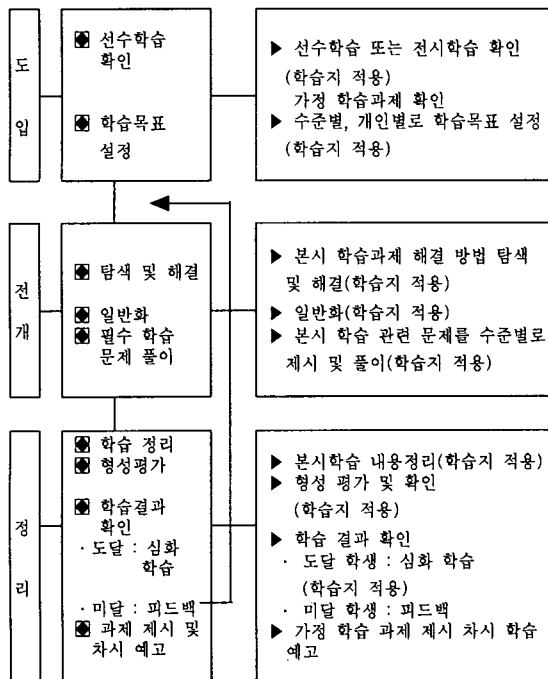 도
입
◆ 선수학습
확인
◆ 학습목표
설정
▶ 선수학습 또는 전시학습 확인
(학습지 적용)
가정 학습과제 확인
▶ 수준별, 개인별로 학습목표 설정
(학습지 적용)
전
개
◆ 탐색 및 해결
◆ 일반화
◆ 필수 학습
문제 풀이
▶ 본시 학습과제 해결 방법 탐색
및 해결(학습지 적용)
▶ 일반화(학습지 적용)
▶ 본시 학습 관련 문제를 수준별로
제시 및 풀이(학습지 적용)
정
리
◆ 학습 정리
◆ 형성평가
◆ 학습결과
확인
· 도달 : 심화
학습
· 미달 : 피드백
◆ 과제 제시 및
차시 예고
▶ 본시학습 내용정리(학습지 적용)
▶ 형성 평가 및 확인
(학습지 적용)
▶ 학습 결과 확인
· 도달 학생 : 심화 학습
(학습지 적용)
· 미달 학생 : 피드백
▶ 가정 학습 과제 제시 차시 학습
예고